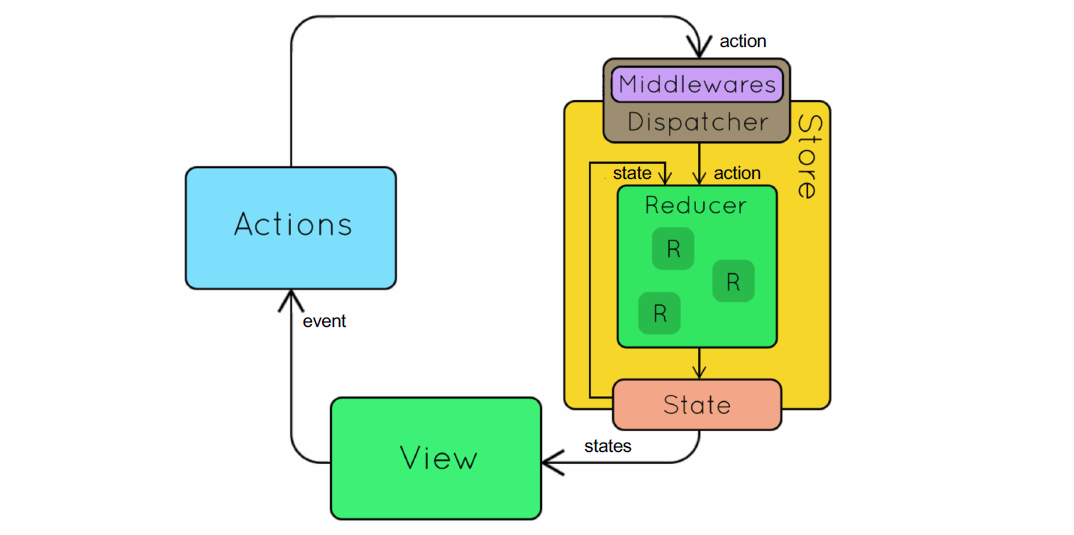 action
Middlewares
Dispatcher
Store
state
action
Reducer
R
R
R
Actions
event
State
states
View